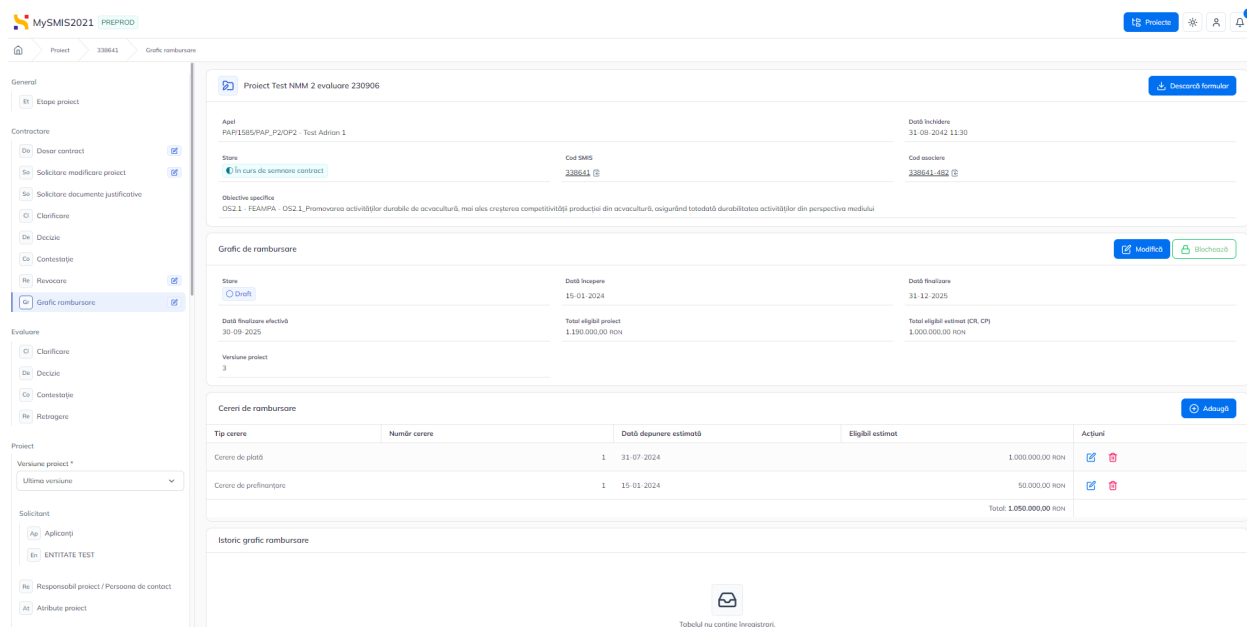 MySMIS2021 PREPROD
Proiecte
Proiect 338641 Grafic rambursare
General
Et Etape proiect
Contractare
Do Dosar contract
So Solicitare modificare proiect
So Solicitare documente justificative
Cl Clarificare
De Decizie
Co Contestație
Re Revocare
Gr Grafic rambursare
Evaluare
Cl Clarificare
De Decizie
Co Contestație
Re Retragere
Proiect
Versiune proiect *
Ultima versiune
Solicitant
Ap Aplicanți
En ENTITATE TEST
Re Responsabil proiect / Persoana de contact
At Atribute proiect
Proiect Test NMM 2 evaluare 230906
Descarcă formular
Apel
PAP/1585/PAP_P2/OP2 - Test Adrian 1
Dată închidere
31-08-2042 11:30
Stare
În curs de semnare contract
Cod SMIS
338641
Cod asociere
338641-482
Obiective specifice
OS2.1 - FEAMPA - OS2.1_Promovarea activităților durabile de acvacultură, mai ales creșterea competitivității producției din acvacultură, asigurând totodată durabilitatea activităților din perspectiva mediului
Grafic de rambursare
Modifică
Blochează
Stare
Draft
Dată începere
15-01-2024
Dată finalizare
31-12-2025
Dată finalizare efectivă
30-09-2025
Total eligibil proiect
1.190.000,00 RON
Total eligibil estimat (CR, CP)
1.000.000,00 RON
Versiune proiect
3
Cereri de rambursare
Adaugă
Tip cerere Număr cerere Dată depunere estimată Eligibil estimat Acțiuni
Cerere de plată 1 31-07-2024 1.000.000,00 RON
Cerere de prefinanțare 1 15-01-2024 50.000,00 RON
Total: 1.050.000,00 RON
Istoric grafic rambursare
Tabelul nu conține înregistrari.